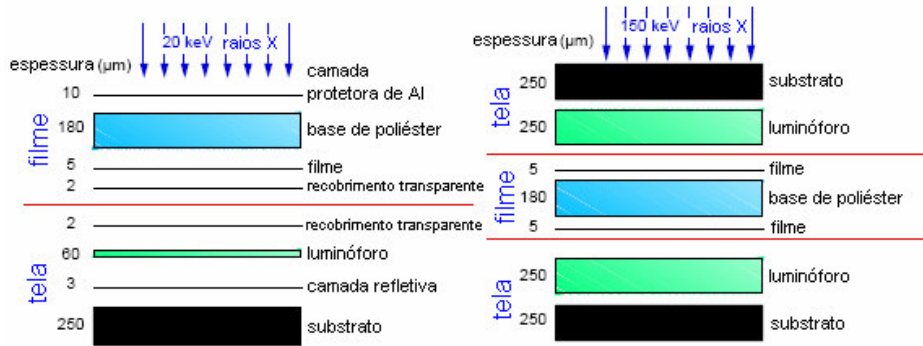 20 keV raios X
espessura (μm)
camada
protetora de Al
10
filme
180
base de poliéster
5
filme
2
recobrimento transparente
2
recobrimento transparente
tela
60
luminóforo
3
camada refletiva
250
substrato
150 keV raios X
espessura (μm)
tela
250
substrato
250
luminóforo
filme
5
filme
180
base de poliéster
5
filme
tela
250
luminóforo
250
substrato